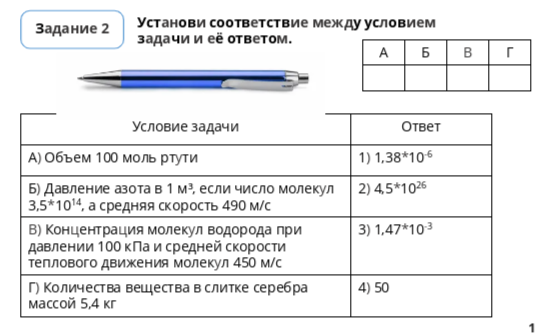 Задание 2
Установи соответствие между условием
задачи и её ответом.
А Б В Г
Условие задачи Ответ
А) Объем 100 моль ртути 1) 1,38*10⁻⁶
Б) Давление азота в 1 м³, если число молекул 2) 4,5*10²⁶
3,5*10¹⁴, а средняя скорость 490 м/с
В) Концентрация молекул водорода при 3) 1,47*10⁻³
давлении 100 кПа и средней скорости
теплового движения молекул 450 м/с
Г) Количества вещества в слитке серебра 4) 50
массой 5,4 кг
1